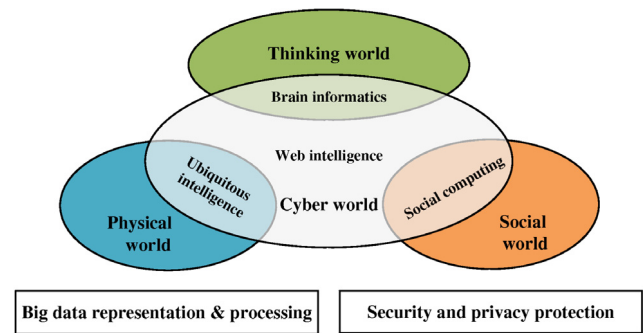 Thinking world
Brain informatics
Web intelligence
Ubiquitous
intelligence
Social computing
Cyber world
Physical
world
Social
world
Big data representation & processing
Security and privacy protection